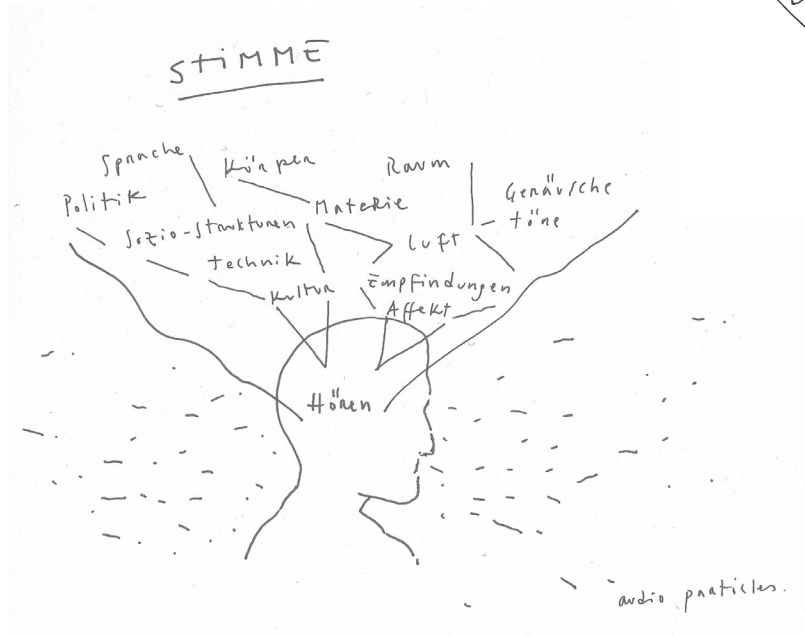 STIMME
Sprache
Körper
Raum
Politik
Materie
Geräusche
töne
Sozio-Strukturen
Luft
Technik
Empfindungen
Kultur
Affekt
Hören
audio particles.